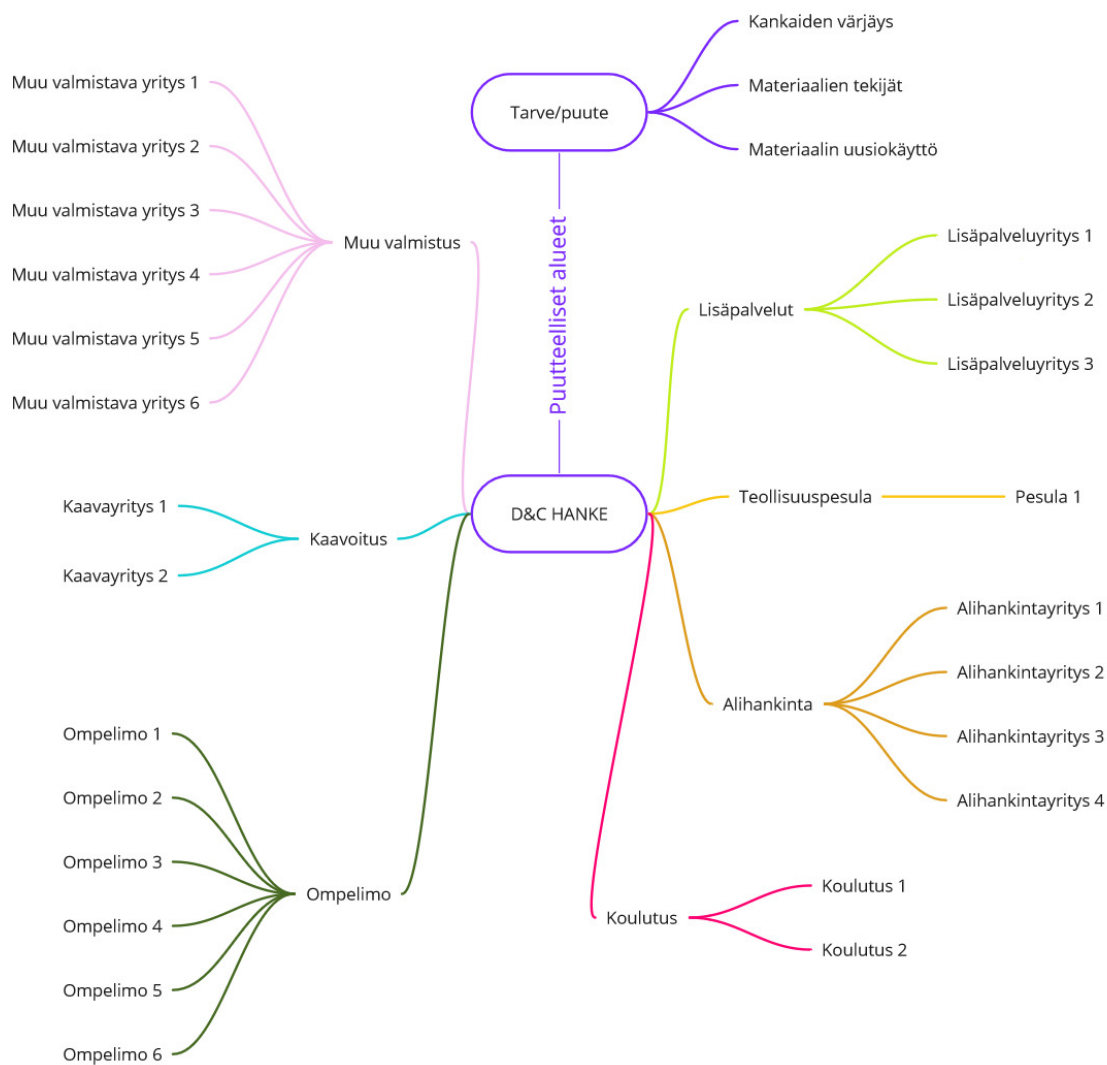 Kankaiden värjäys
Tarve/puute
Materiaalien tekijät
Materiaalin uusiokäyttö
Puutteelliset alueet
Muu valmistava yritys 1
Muu valmistava yritys 2
Muu valmistava yritys 3
Muu valmistava yritys 4
Muu valmistava yritys 5
Muu valmistava yritys 6
Muu valmistus
Lisäpalvelut
Lisäpalveluyritys 1
Lisäpalveluyritys 2
Lisäpalveluyritys 3
D&C HANKE
Kaavayritys 1
Kaavayritys 2
Kaavoitus
Teollisuuspesula
Pesula 1
Alihankinta
Alihankintayritys 1
Alihankintayritys 2
Alihankintayritys 3
Alihankintayritys 4
Ompelimo 1
Ompelimo 2
Ompelimo 3
Ompelimo 4
Ompelimo 5
Ompelimo 6
Ompelimo
Koulutus
Koulutus 1
Koulutus 2